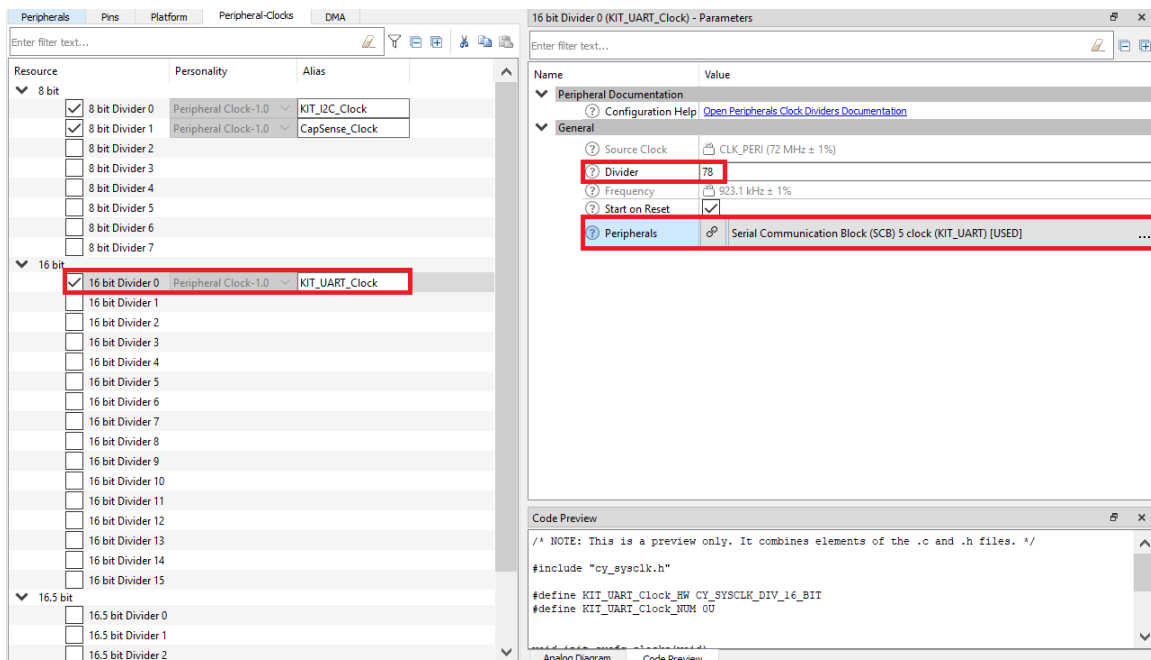 Peripherals Pins Platform Peripheral-Clocks DMA
Enter filter text...
Resource Personality Alias
8 bit
8 bit Divider 0 Peripheral Clock-1.0 KIT_I2C_Clock
8 bit Divider 1 Peripheral Clock-1.0 CapSense_Clock
8 bit Divider 2
8 bit Divider 3
8 bit Divider 4
8 bit Divider 5
8 bit Divider 6
8 bit Divider 7
16 bit
16 bit Divider 0 Peripheral Clock-1.0 KIT_UART_Clock
16 bit Divider 1
16 bit Divider 2
16 bit Divider 3
16 bit Divider 4
16 bit Divider 5
16 bit Divider 6
16 bit Divider 7
16 bit Divider 8
16 bit Divider 9
16 bit Divider 10
16 bit Divider 11
16 bit Divider 12
16 bit Divider 13
16 bit Divider 14
16 bit Divider 15
16.5 bit
16.5 bit Divider 0
16.5 bit Divider 1
16.5 bit Divider 2
16 bit Divider 0 (KIT_UART_Clock) - Parameters
Enter filter text...
Name Value
Peripheral Documentation
Configuration Help Open Peripherals Clock Dividers Documentation
General
Source Clock CLK_PERI (72 MHz ± 1%)
Divider 78
Frequency 923.1 kHz ± 1%
Start on Reset
Peripherals Serial Communication Block (SCB) 5 clock (KIT_UART) [USED] ...
Code Preview
/* NOTE: This is a preview only. It combines elements of the .c and .h files. */
#include "cy_sysclk.h"
#define KIT_UART_Clock_HW CY_SYSCLK_DIV_16_BIT
#define KIT_UART_Clock_NUM 0U
Analog Diagram Code Preview